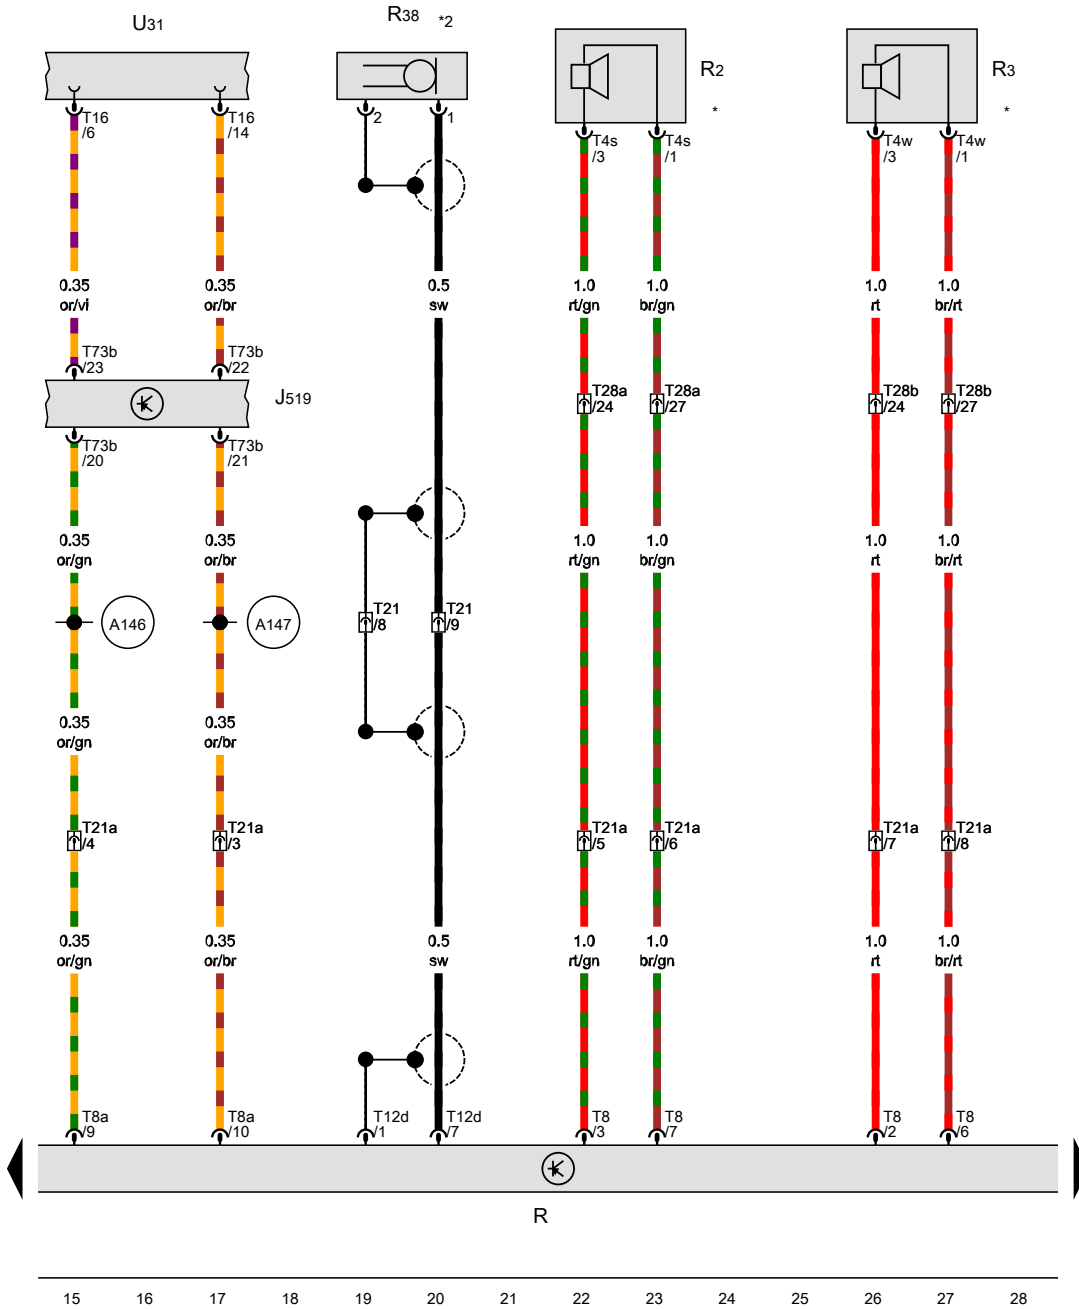 U31
R38 *2
R2
*
R3
*
T16
/6
T16
/14
2
1
T4s
/3
T4s
/1
T4w
/3
T4w
/1
0.35
or/vi
0.35
or/br
0.5
sw
1.0
rt/gn
1.0
br/gn
1.0
rt
1.0
br/rt
T73b
/23
T73b
/22
J519
T28a
/24
T28a
/27
T28b
/24
T28b
/27
T73b
/20
T73b
/21
0.35
or/gn
0.35
or/br
1.0
rt/gn
1.0
br/gn
1.0
rt
1.0
br/rt
A146
A147
T21
/8
T21
/9
0.35
or/gn
0.35
or/br
T21a
/4
T21a
/3
T21a
/5
T21a
/6
T21a
/7
T21a
/8
0.35
or/gn
0.35
or/br
0.5
sw
1.0
rt/gn
1.0
br/gn
1.0
rt
1.0
br/rt
T8a
/9
T8a
/10
T12d
/1
T12d
/7
T8
/3
T8
/7
T8
/2
T8
/6
R
15 16 17 18 19 20 21 22 23 24 25 26 27 28